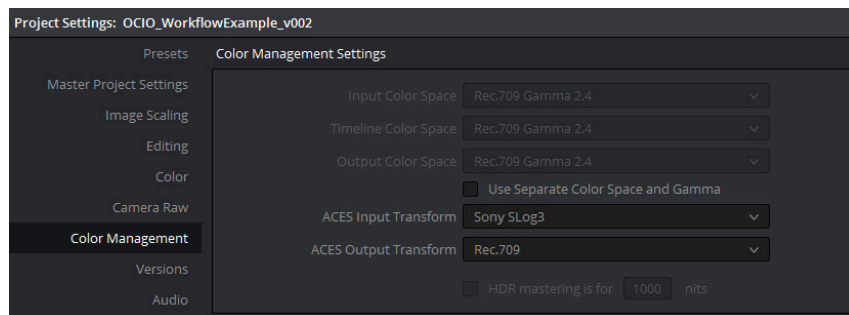 Project Settings: OCIO_WorkflowExample_v002
Presets
Color Management Settings
Master Project Settings
Input Color Space Rec.709 Gamma 2.4
Image Scaling
Timeline Color Space Rec.709 Gamma 2.4
Editing
Output Color Space Rec.709 Gamma 2.4
Color
Use Separate Color Space and Gamma
Camera Raw
ACES Input Transform Sony SLog3
Color Management
ACES Output Transform Rec.709
Versions
HDR mastering is for 1000 nits
Audio